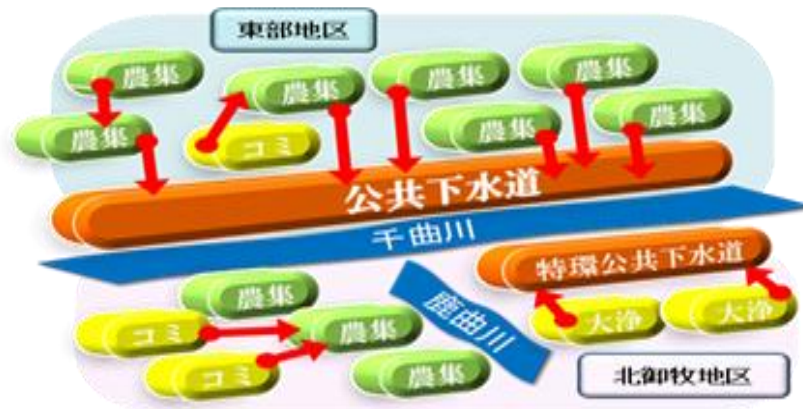 東部地区
農集
農集
農集
農集
農集
コミ
農集
農集
公共下水道
千曲川
特環公共下水道
鹿曲川
農集
コミ
農集
大浄
大浄
コミ
農集
北御牧地区